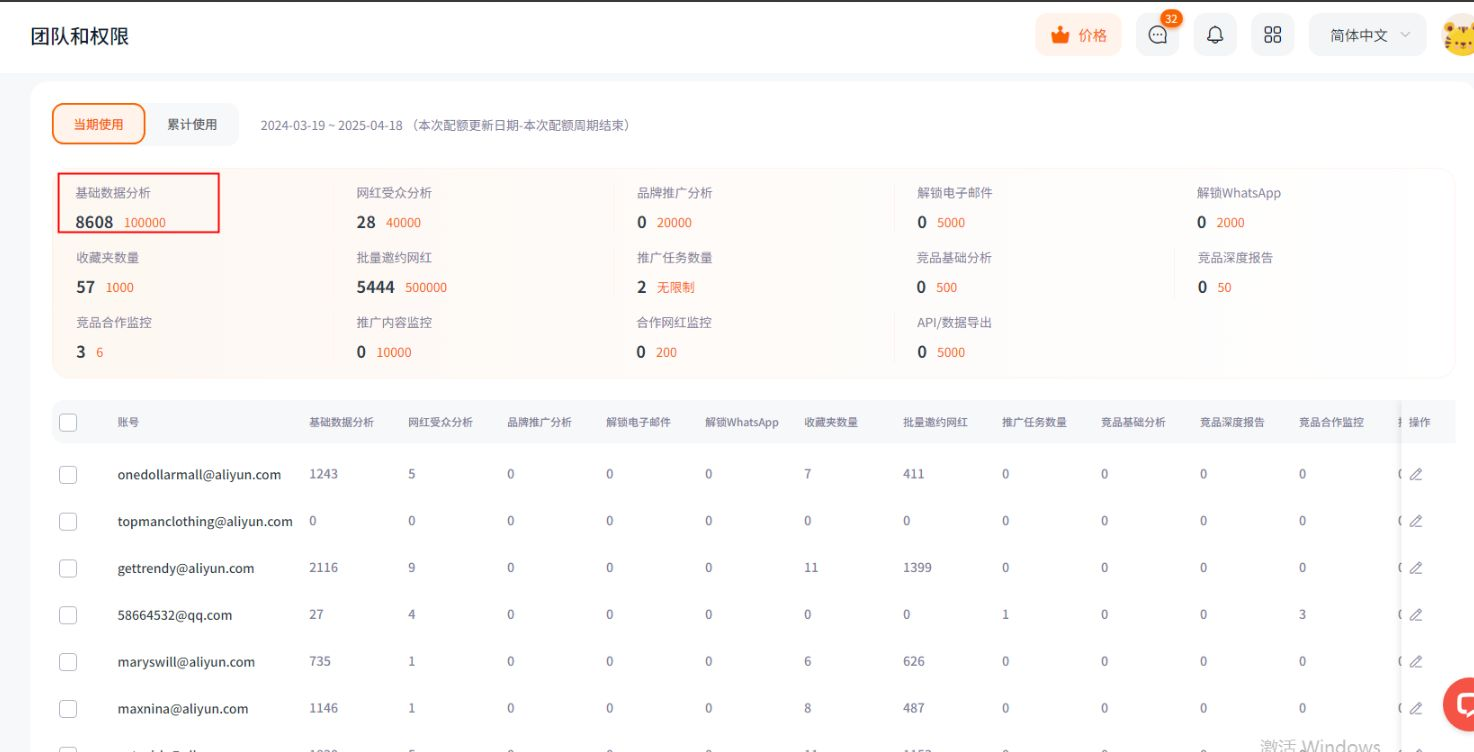 团队和权限
价格
32
简体中文
当期使用
累计使用
2024-03-19 ~ 2025-04-18 （本次配额更新日期-本次配额周期结束）
基础数据分析 网红受众分析 品牌推广分析 解锁电子邮件 解锁WhatsApp
8608 100000 28 40000 0 20000 0 5000 0 2000
收藏夹数量 批量邀约网红 推广任务数量 竞品基础分析 竞品深度报告
57 1000 5444 500000 2 无限制 0 500 0 50
竞品合作监控 推广内容监控 合作网红监控 API/数据导出
3 6 0 10000 0 200 0 5000
账号 基础数据分析 网红受众分析 品牌推广分析 解锁电子邮件 解锁WhatsApp 收藏夹数量 批量邀约网红 推广任务数量 竞品基础分析 竞品深度报告 竞品合作监控 操作
onedollarmall@aliyun.com 1243 5 0 0 0 7 411 0 0 0 0
topmanclothing@aliyun.com 0 0 0 0 0 0 0 0 0 0 0
gettrendy@aliyun.com 2116 9 0 0 0 11 1399 0 0 0 0
58664532@qq.com 27 4 0 0 0 0 0 1 0 0 3
maryswill@aliyun.com 735 1 0 0 0 6 626 0 0 0 0
maxnina@aliyun.com 1146 1 0 0 0 8 487 0 0 0 0
激活 Windows